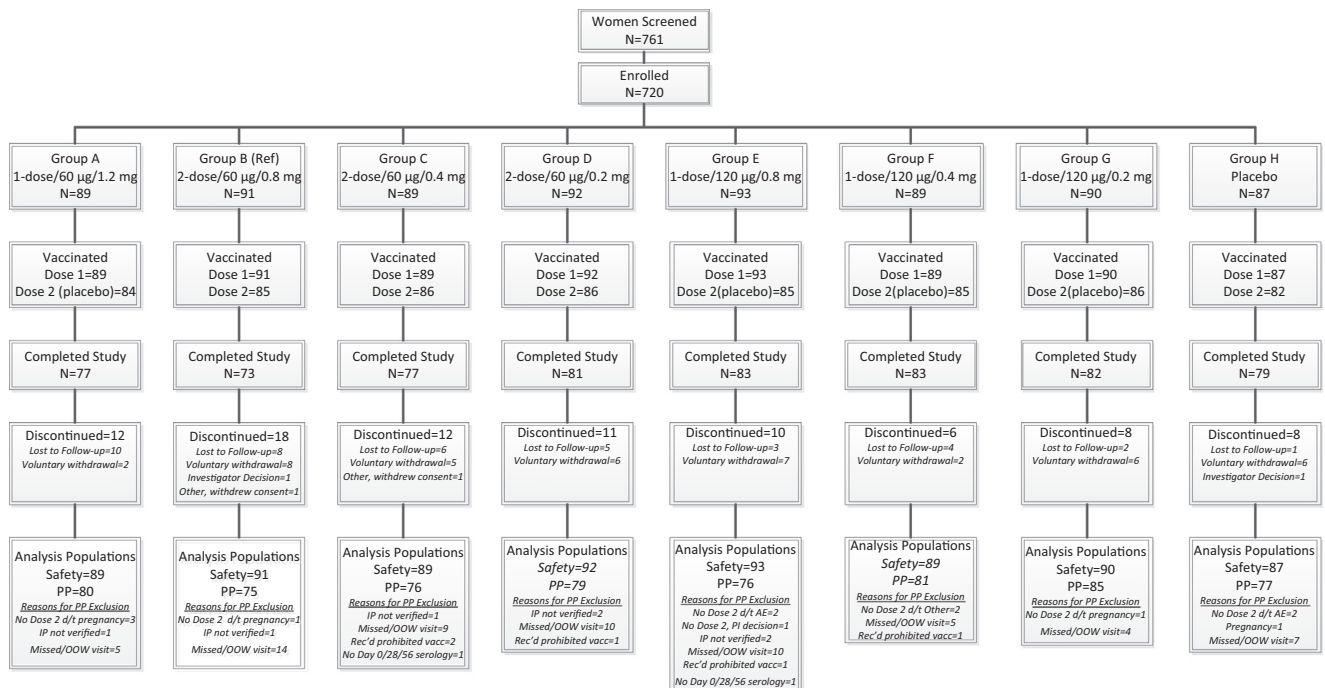 Women Screened
N=761
Enrolled
N=720
Group A
1-dose/60 µg/1.2 mg
N=89
Group B (Ref)
2-dose/60 µg/0.8 mg
N=91
Group C
2-dose/60 µg/0.4 mg
N=89
Group D
2-dose/60 µg/0.2 mg
N=92
Group E
1-dose/120 µg/0.8 mg
N=93
Group F
1-dose/120 µg/0.4 mg
N=89
Group G
1-dose/120 µg/0.2 mg
N=90
Group H
Placebo
N=87
Vaccinated
Dose 1=89
Dose 2 (placebo)=84
Vaccinated
Dose 1=91
Dose 2=85
Vaccinated
Dose 1=89
Dose 2=86
Vaccinated
Dose 1=92
Dose 2=86
Vaccinated
Dose 1=93
Dose 2(placebo)=85
Vaccinated
Dose 1=89
Dose 2(placebo)=85
Vaccinated
Dose 1=90
Dose 2(placebo)=86
Vaccinated
Dose 1=87
Dose 2=82
Completed Study
N=77
Completed Study
N=73
Completed Study
N=77
Completed Study
N=81
Completed Study
N=83
Completed Study
N=83
Completed Study
N=82
Completed Study
N=79
Discontinued=12
Lost to Follow-up=10
Voluntary withdrawal=2
Discontinued=18
Lost to Follow-up=8
Voluntary withdrawal=8
Investigator Decision=1
Other, withdrew consent=1
Discontinued=12
Lost to Follow-up=6
Voluntary withdrawal=5
Other, withdrew consent=1
Discontinued=11
Lost to Follow-up=5
Voluntary withdrawal=6
Discontinued=10
Lost to Follow-up=3
Voluntary withdrawal=7
Discontinued=6
Lost to Follow-up=4
Voluntary withdrawal=2
Discontinued=8
Lost to Follow-up=2
Voluntary withdrawal=6
Discontinued=8
Lost to Follow-up=1
Voluntary withdrawal=6
Investigator Decision=1
Analysis Populations
Safety=89
PP=80
Reasons for PP Exclusion
No Dose 2 d/t pregnancy=3
IP not verified=1
Missed/OOW visit=5
Analysis Populations
Safety=91
PP=75
Reasons for PP Exclusion
No Dose 2 d/t pregnancy=1
IP not verified=1
Missed/OOW visit=14
Analysis Populations
Safety=89
PP=76
Reasons for PP Exclusion
IP not verified=1
Missed/OOW visit=9
Rec'd prohibited vacc=2
No Day 0/28/56 serology=1
Analysis Populations
Safety=92
PP=79
Reasons for PP Exclusion
IP not verified=2
Missed/OOW visit=10
Rec'd prohibited vacc=1
Analysis Populations
Safety=93
PP=76
Reasons for PP Exclusion
No Dose 2 d/t AE=2
No Dose 2, PI decision=1
IP not verified=2
Missed/OOW visit=10
Rec'd prohibited vacc=1
No Day 0/28/56 serology=1
Analysis Populations
Safety=89
PP=81
Reasons for PP Exclusion
No Dose 2 d/t Other=2
Missed/OOW visit=5
Rec'd prohibited vacc=1
Analysis Populations
Safety=90
PP=85
Reasons for PP Exclusion
No Dose 2 d/t pregnancy=1
Missed/OOW visit=4
Analysis Populations
Safety=87
PP=77
Reasons for PP Exclusion
No Dose 2 d/t AE=2
Pregnancy=1
Missed/OOW visit=7